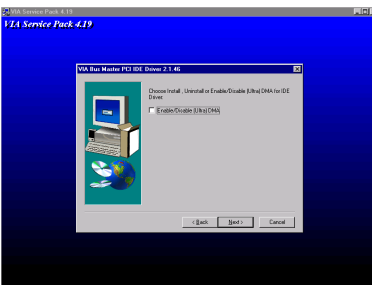 VIA Service Pack 4.19
VIA Service Pack 4.19
VIA Bus Master PCI IDE Driver 2.1.46
Choose Install , Uninstall or Enable/Disable (Ultra) DMA for IDE
Driver.
Enable/Disable (Ultra) DMA
< Back Next > Cancel